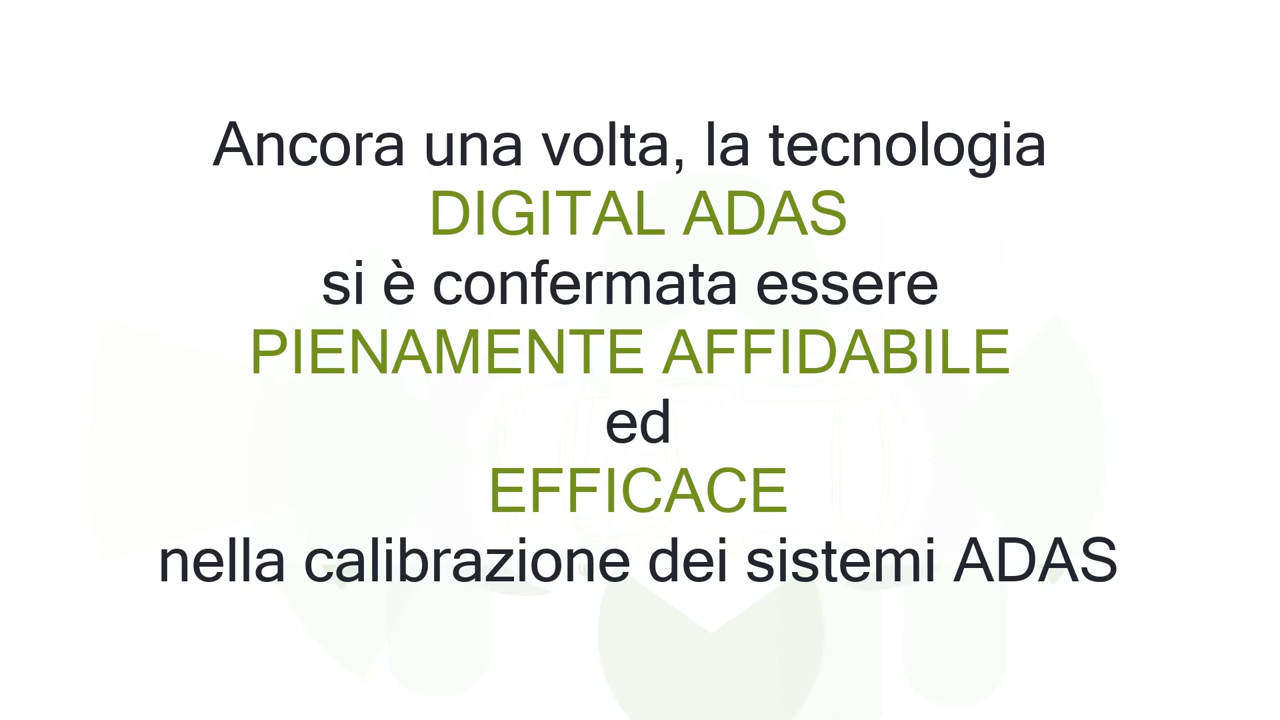 Ancora una volta, la tecnologia
DIGITAL ADAS
si è confermata essere
PIENAMENTE AFFIDABILE
ed
EFFICACE
nella calibrazione dei sistemi ADAS